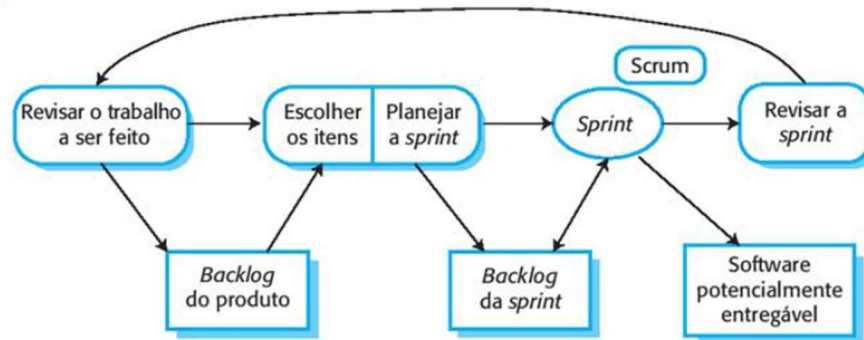 Scrum
Revisar o trabalho
a ser feito
Escolher
os itens
Planejar
a sprint
Sprint
Revisar a
sprint
Backlog
do produto
Backlog
da sprint
Software
potencialmente
entregável